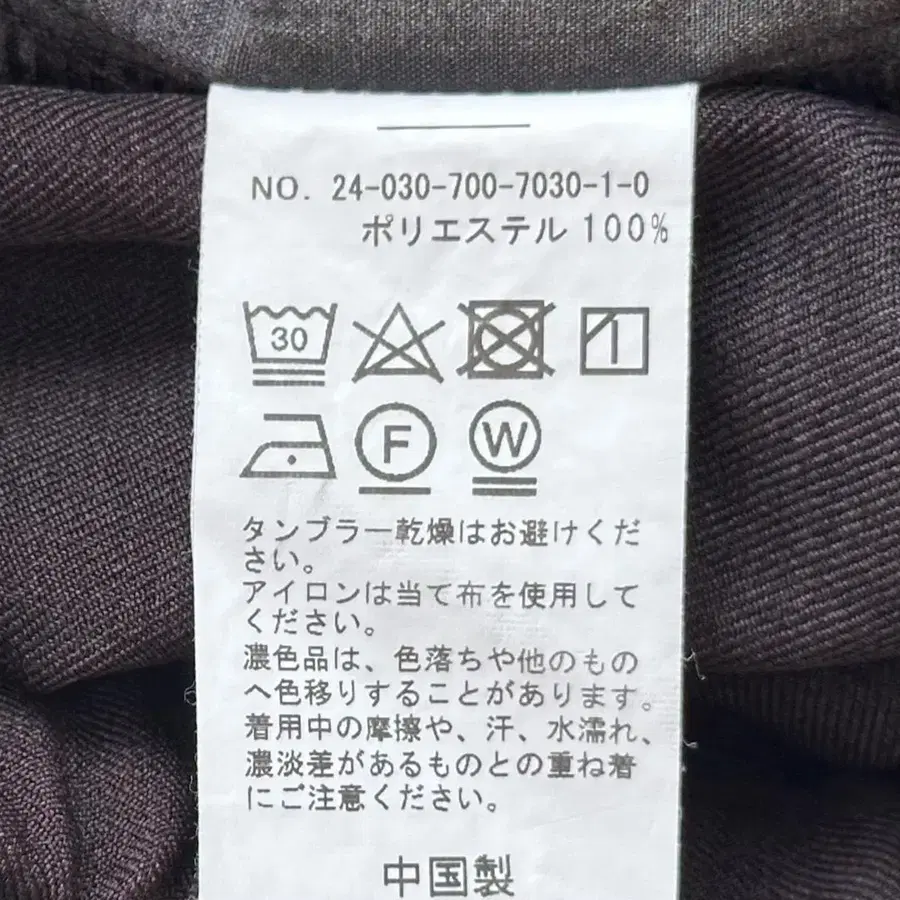 NO. 24-030-700-7030-1-0
ポリエステル 100%
30
F
W
タンブラー乾燥はお避けくだ
さい。
アイロンは当て布を使用して
ください。
濃色品は、色落ちや他のもの
へ色移りすることがあります。
着用中の摩擦や、汗、水濡れ、
濃淡差があるものとの重ね着
にご注意ください。
中国製